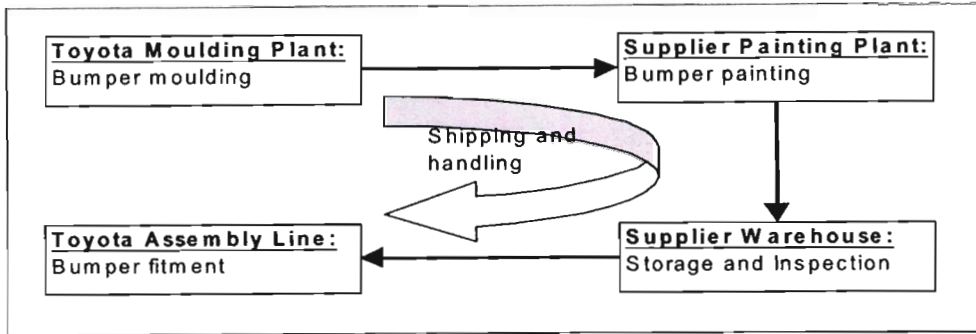 Toyota Moulding Plant:
Bumper moulding
Supplier Painting Plant:
Bumper painting
Shipping and
handling
Toyota Assembly Line:
Bumper fitment
Supplier Warehouse:
Storage and Inspection